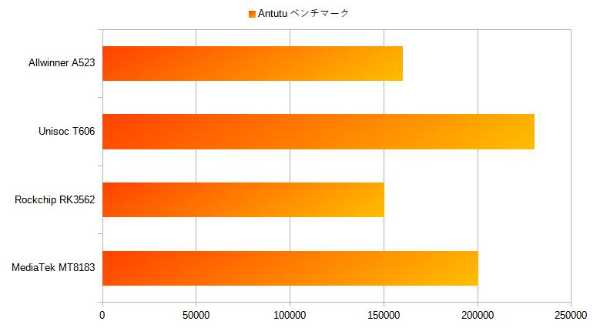 Antutu ベンチマーク
Allwinner A523
Unisoc T606
Rockchip RK3562
MediaTek MT8183
0 50000 100000 150000 200000 250000